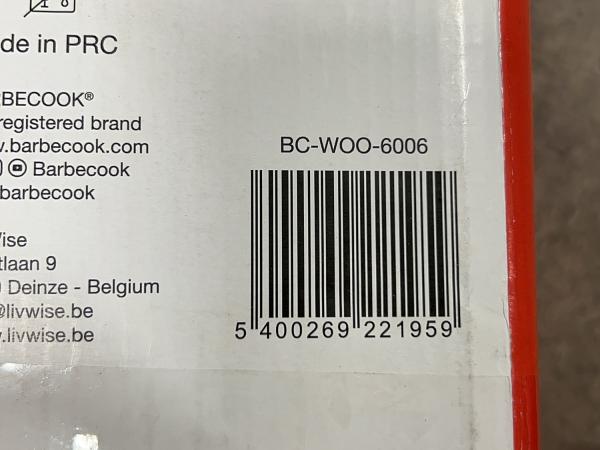 de in PRC
RBECOOK®
registered brand
w.barbecook.com
Barbecook
barbecook
BC-WOO-6006
ise
tlaan 9
Deinze - Belgium
@livwise.be
.livwise.be
5 400269 221959